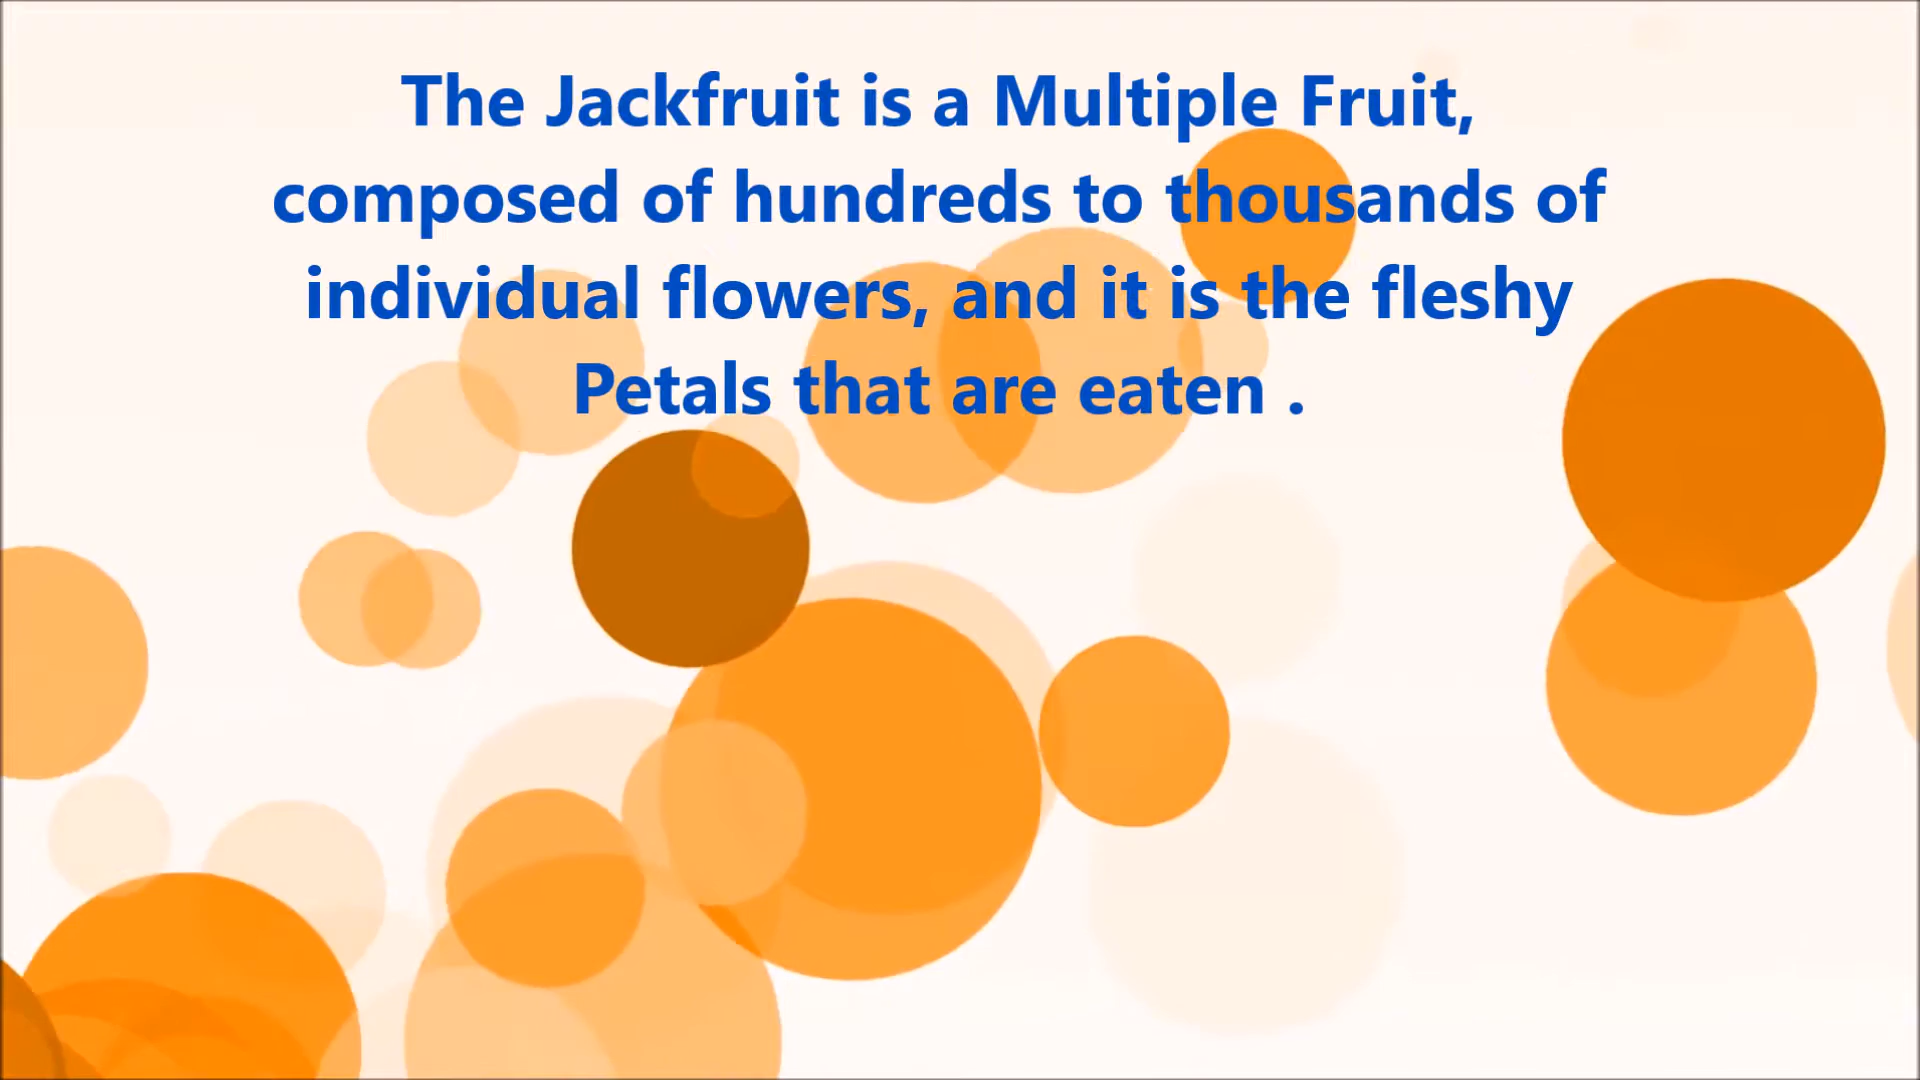 The Jackfruit is a Multiple Fruit,
composed of hundreds to thousands of
individual flowers, and it is the fleshy
Petals that are eaten .